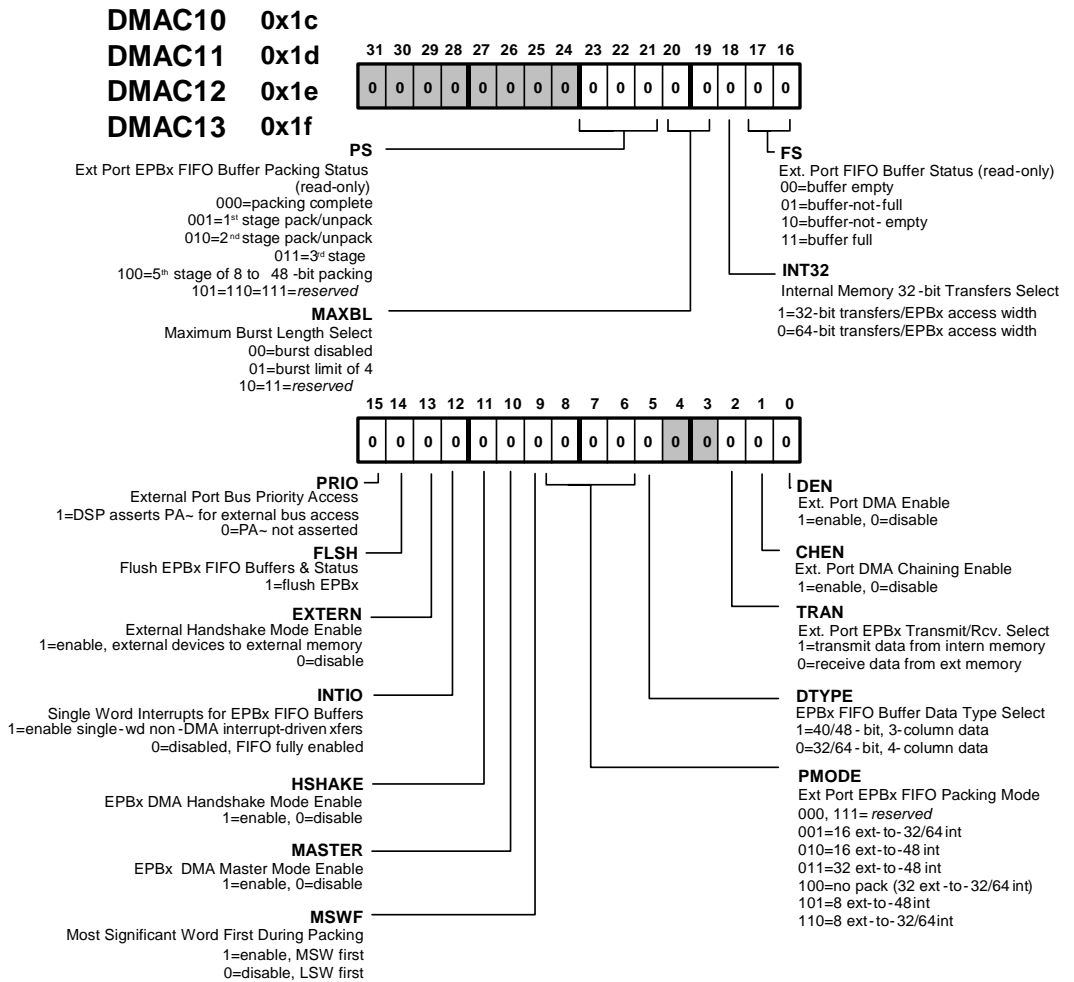 DMAC10 0x1c
DMAC11 0x1d
DMAC12 0x1e
DMAC13 0x1f
31 30 29 28 27 26 25 24 23 22 21 20 19 18 17 16
0 0 0 0 0 0 0 0 0 0 0 0 0 0 0 0
PS
Ext Port EPBx FIFO Buffer Packing Status
(read-only)
000=packing complete
001=1st stage pack/unpack
010=2nd stage pack/unpack
011=3rd stage
100=5th stage of 8 to 48-bit packing
101=110=111=reserved
MAXBL
Maximum Burst Length Select
00=burst disabled
01=burst limit of 4
10=11=reserved
FS
Ext. Port FIFO Buffer Status (read-only)
00=buffer empty
01=buffer-not-full
10=buffer-not-empty
11=buffer full
INT32
Internal Memory 32-bit Transfers Select
1=32-bit transfers/EPBx access width
0=64-bit transfers/EPBx access width
15 14 13 12 11 10 9 8 7 6 5 4 3 2 1 0
0 0 0 0 0 0 0 0 0 0 0 0 0 0 0 0
PRIO
External Port Bus Priority Access
1=DSP asserts PA~ for external bus access
0=PA~ not asserted
FLSH
Flush EPBx FIFO Buffers & Status
1=flush EPBx
EXTERN
External Handshake Mode Enable
1=enable, external devices to external memory
0=disable
INTIO
Single Word Interrupts for EPBx FIFO Buffers
1=enable single-wd non-DMA interrupt-driven xfers
0=disabled, FIFO fully enabled
HSHAKE
EPBx DMA Handshake Mode Enable
1=enable, 0=disable
MASTER
EPBx DMA Master Mode Enable
1=enable, 0=disable
MSWF
Most Significant Word First During Packing
1=enable, MSW first
0=disable, LSW first
DEN
Ext. Port DMA Enable
1=enable, 0=disable
CHEN
Ext. Port DMA Chaining Enable
1=enable, 0=disable
TRAN
Ext. Port EPBx Transmit/Rcv. Select
1=transmit data from intern memory
0=receive data from ext memory
DTYPE
EPBx FIFO Buffer Data Type Select
1=40/48-bit, 3-column data
0=32/64-bit, 4-column data
PMODE
Ext Port EPBx FIFO Packing Mode
000, 111=reserved
001=16 ext-to-32/64 int
010=16 ext-to-48 int
011=32 ext-to-48 int
100=no pack (32 ext-to-32/64 int)
101=8 ext-to-48 int
110=8 ext-to-32/64 int